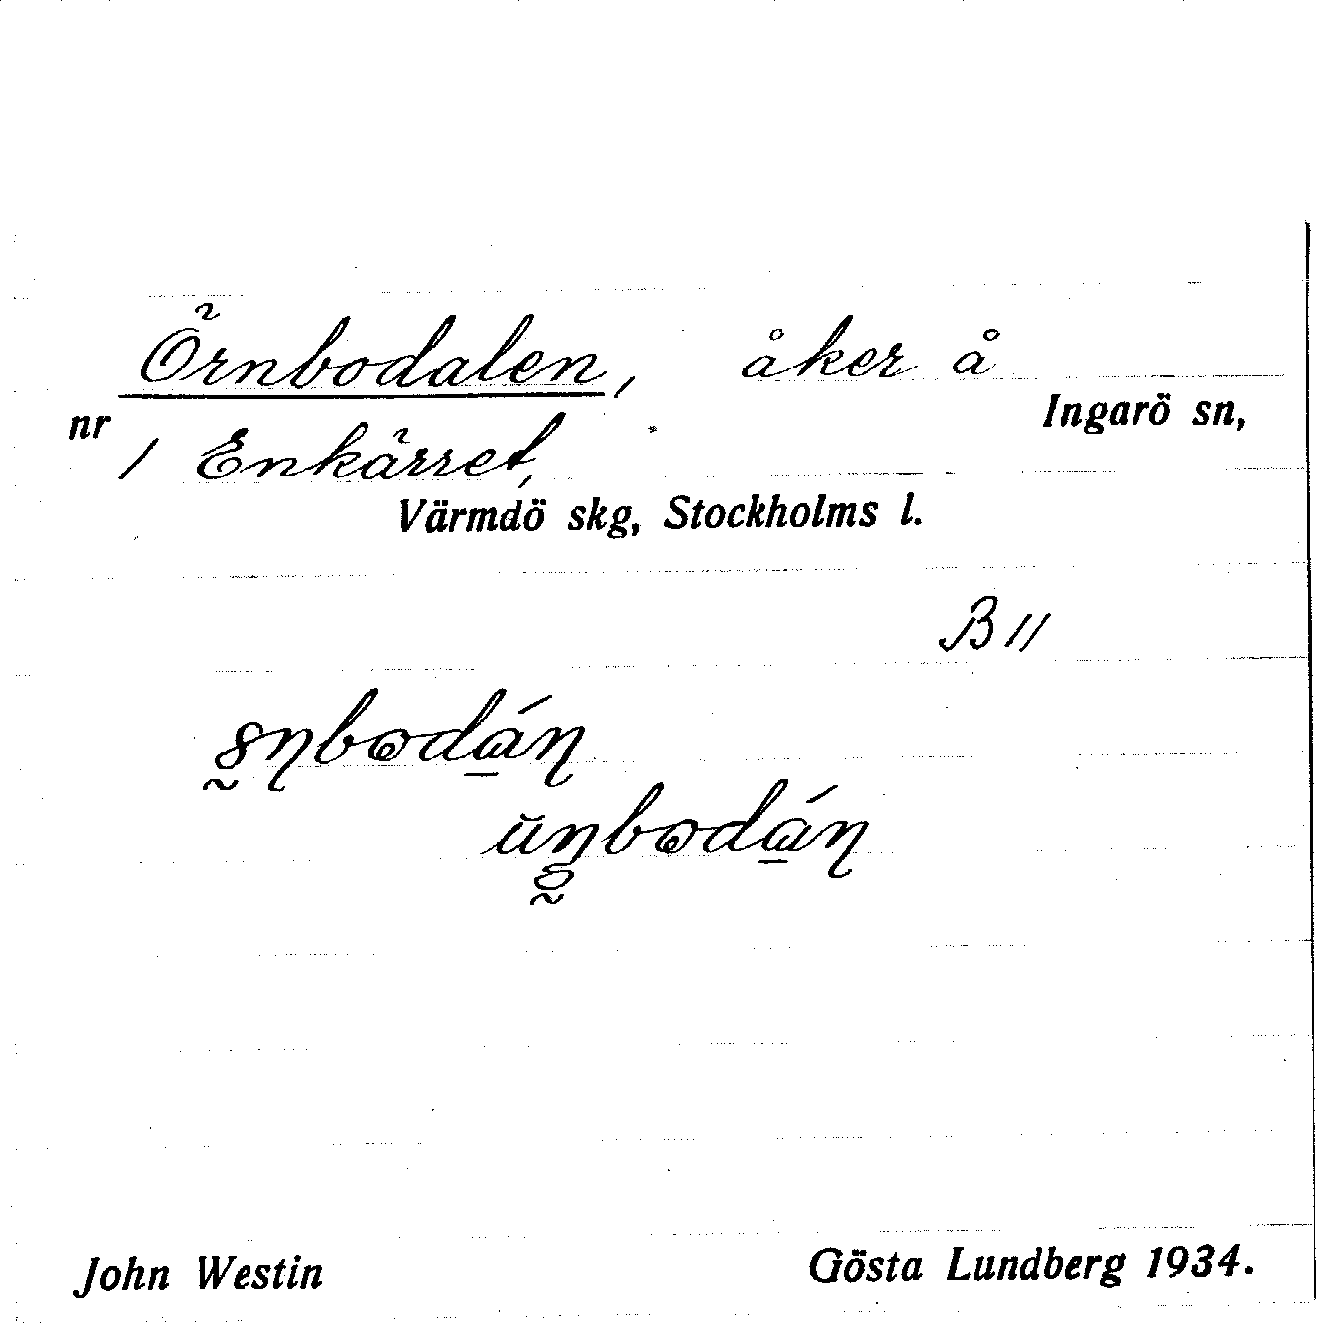 Örnbodalen, åker å
Ingarö sn,
nr 1 Enkärret,
Värmdö skg, Stockholms l.
B 11
John Westin
Gösta Lundberg 1934.